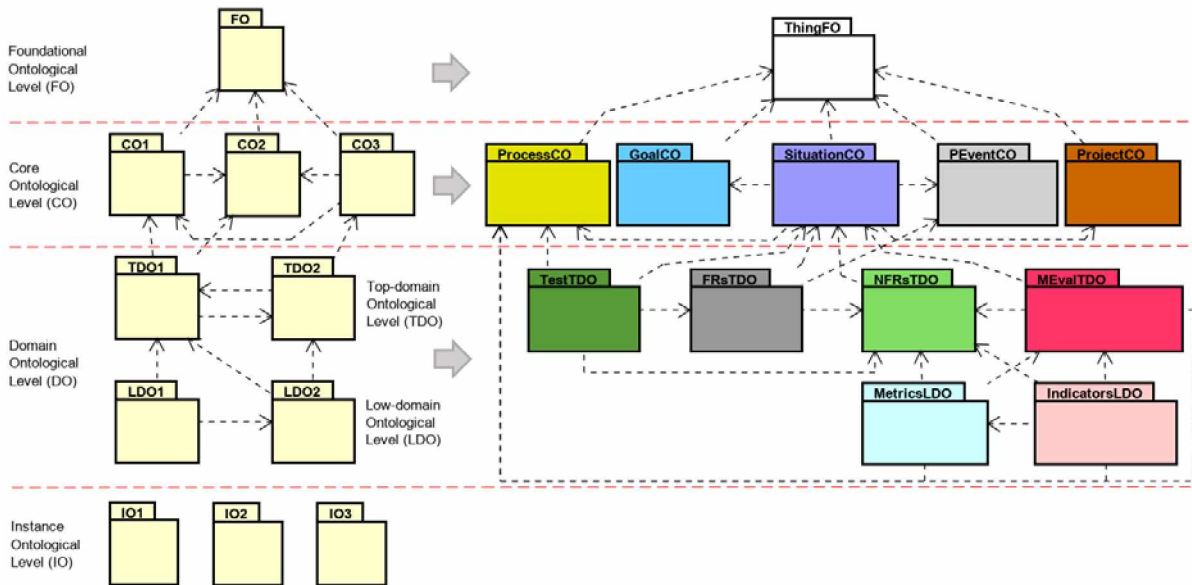 FO
ThingFO
Foundational
Ontological
Level (FO)
CO1
CO2
CO3
ProcessCO
GoalCO
SituationCO
PEventCO
ProjectCO
Core
Ontological
Level (CO)
TDO1
TDO2
TestTDO
FRsTDO
NFRsTDO
MEvalTDO
Top-domain
Ontological
Level (TDO)
Domain
Ontological
Level (DO)
LDO1
LDO2
MetricsLDO
IndicatorsLDO
Low-domain
Ontological
Level (LDO)
IO1
IO2
IO3
Instance
Ontological
Level (IO)